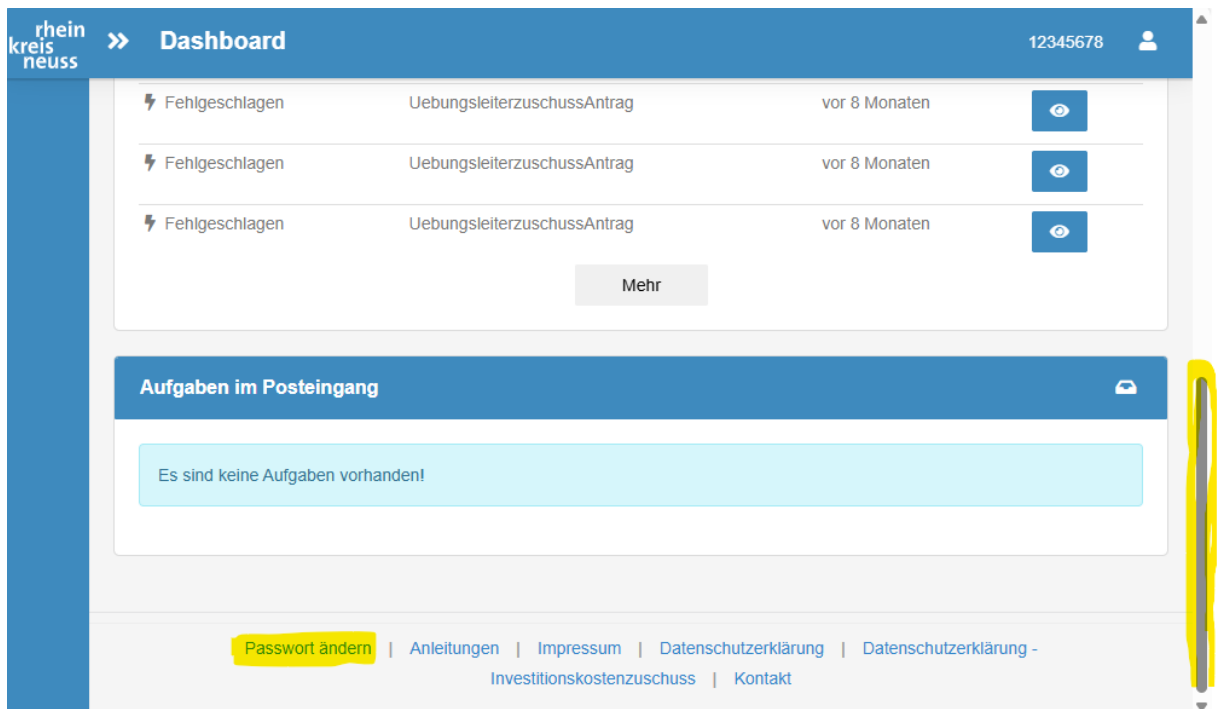 rhein
kreis
neuss
Dashboard 12345678
Fehlgeschlagen UebungsleiterzuschussAntrag vor 8 Monaten
Fehlgeschlagen UebungsleiterzuschussAntrag vor 8 Monaten
Fehlgeschlagen UebungsleiterzuschussAntrag vor 8 Monaten
Mehr
Aufgaben im Posteingang
Es sind keine Aufgaben vorhanden!
Passwort ändern | Anleitungen | Impressum | Datenschutzerklärung | Datenschutzerklärung -
Investitionskostenzuschuss | Kontakt